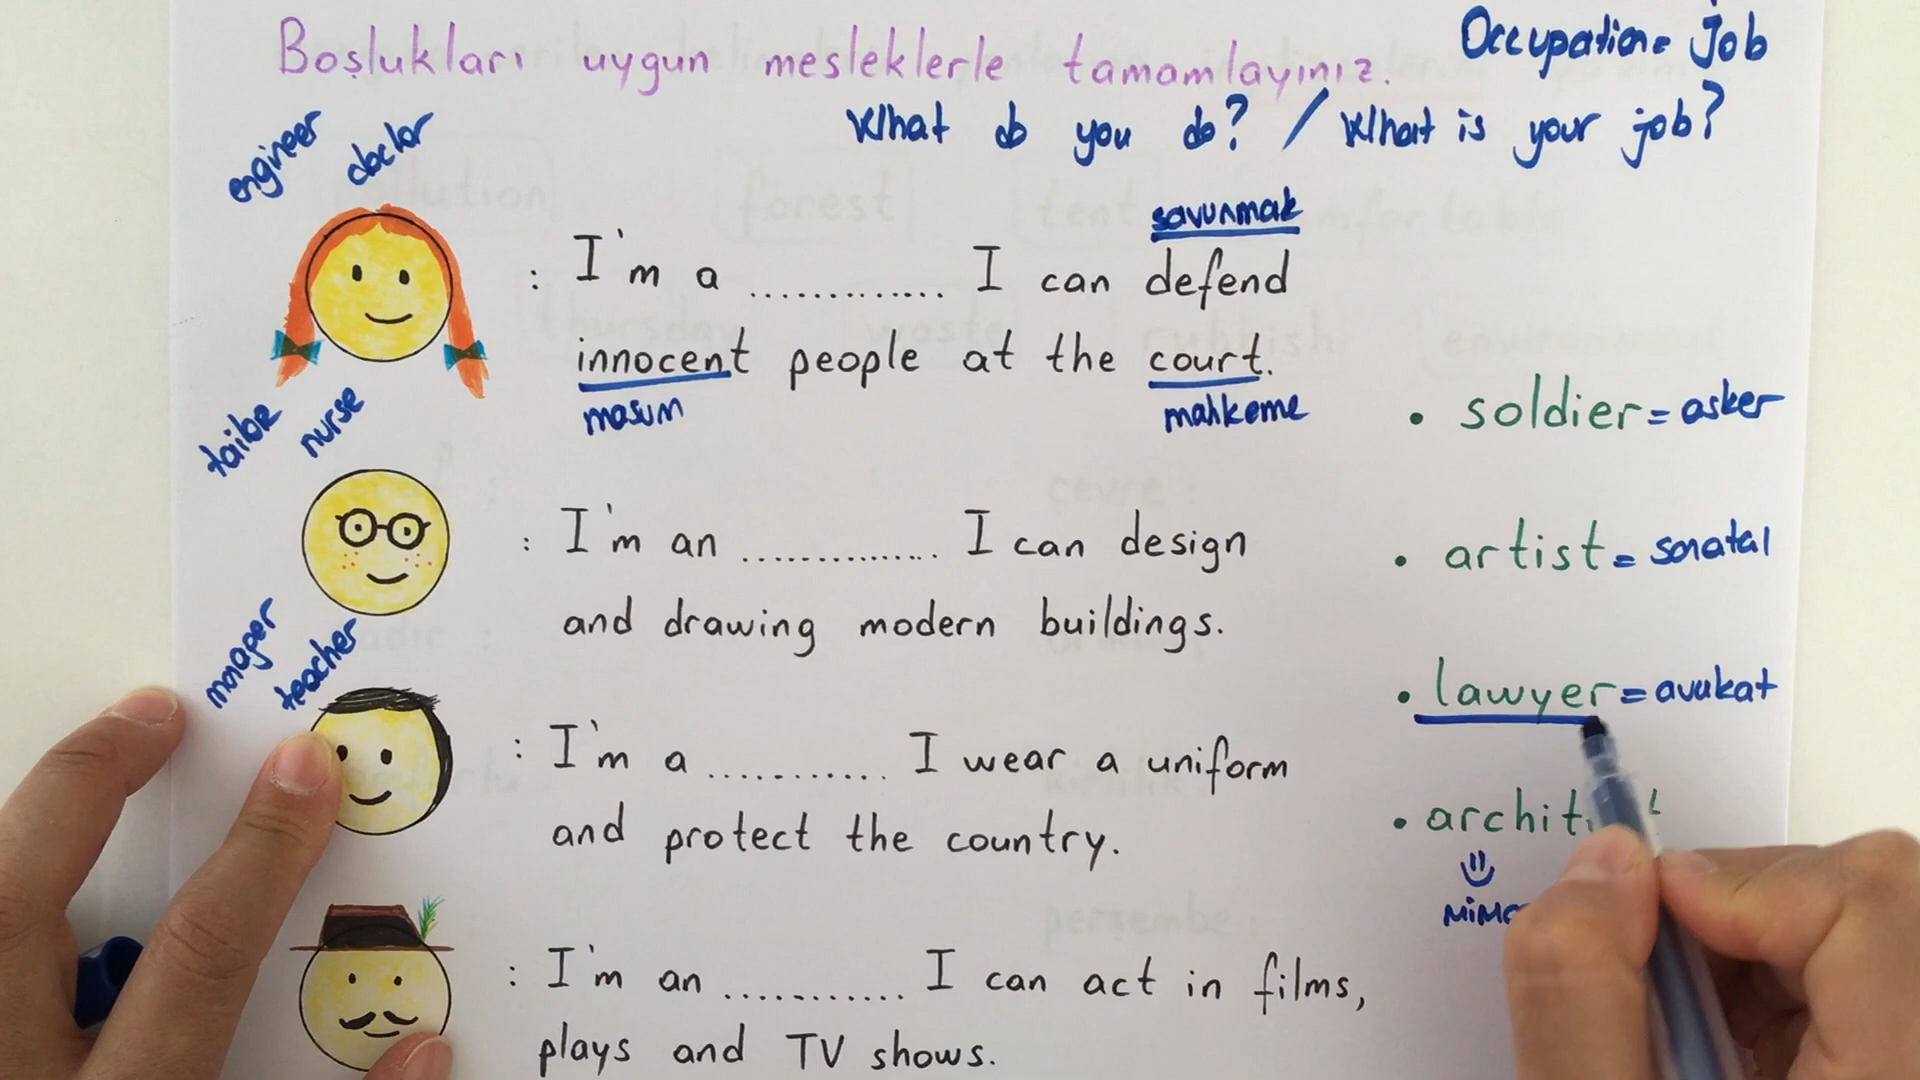 Boşlukları uygun mesleklerle tamamlayınız.
Occupation= job
What do you do? / What is your job?
engineer
doctor
savunmak
: I'm a ............. I can defend
innocent people at the court.
masum
mahkeme
tailor
nurse
• soldier = asker
: I'm an .............. I can design
and drawing modern buildings.
• artist = sanatçı
manager
teacher
• lawyer = avukat
: I'm a ........... I wear a uniform
and protect the country.
: I'm an ........... I can act in films,
plays and TV shows.